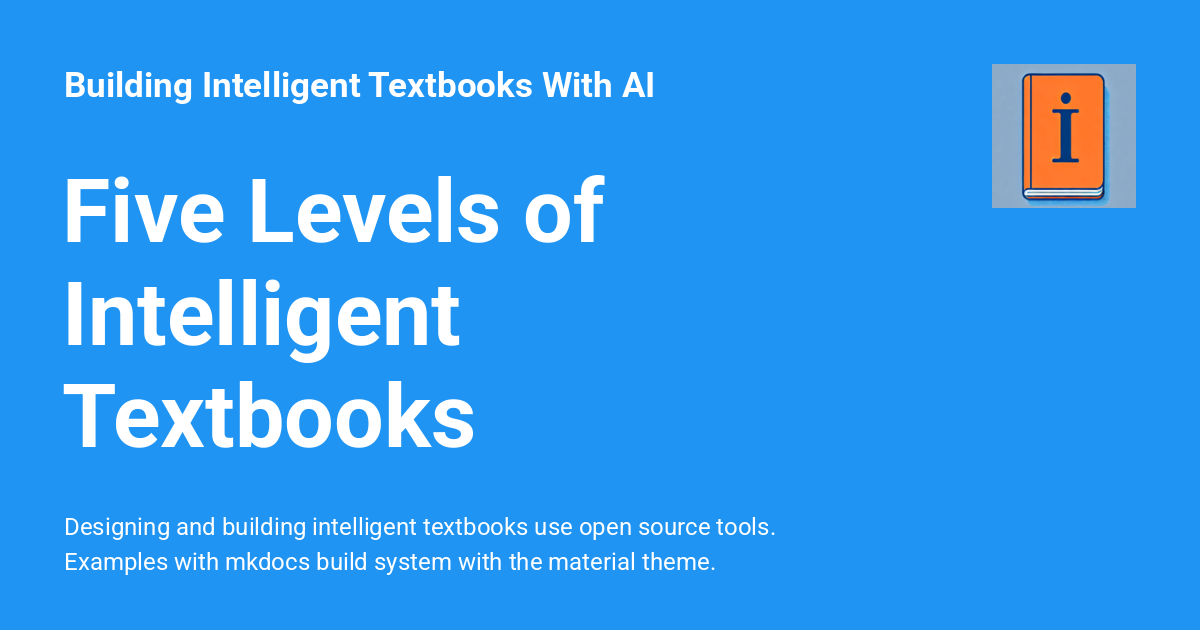 Building Intelligent Textbooks With AI
i
Five Levels of
Intelligent
Textbooks
Designing and building intelligent textbooks use open source tools.
Examples with mkdocs build system with the material theme.